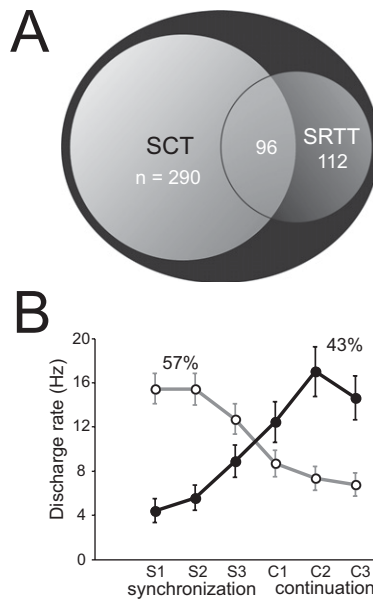 A
SCT
n = 290
96
SRTT
112
B
Discharge rate (Hz)
20
16
12
8
4
0
57%
43%
S1 S2 S3 C1 C2 C3
synchronization continuation